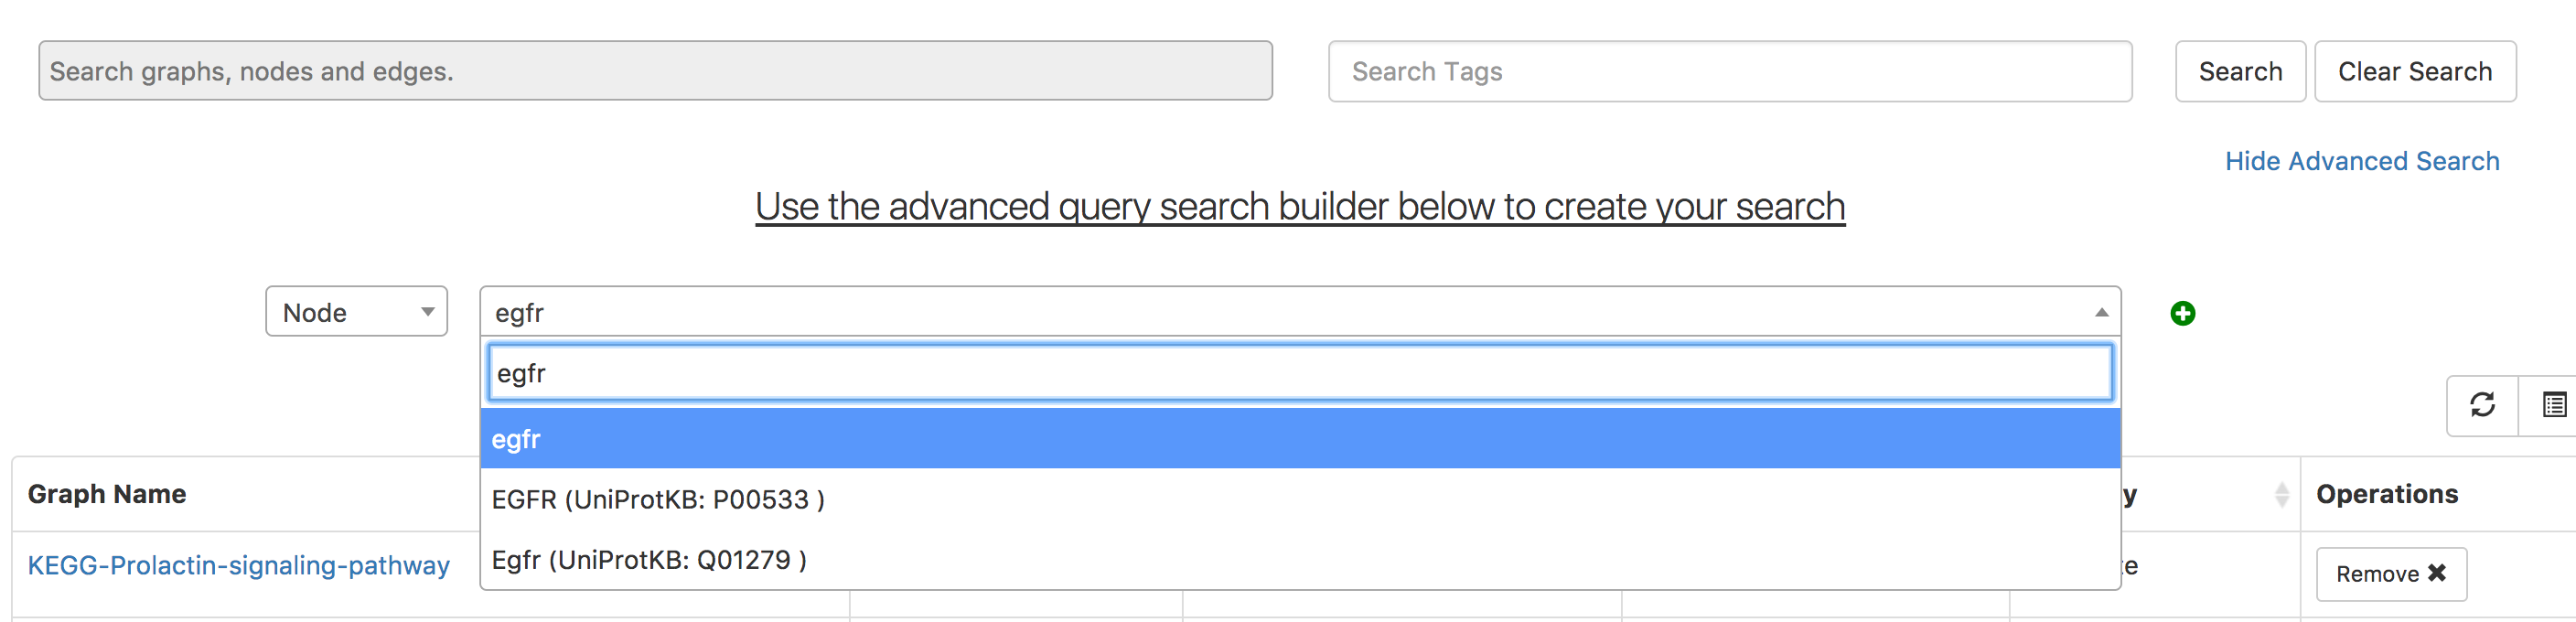 Search graphs, nodes and edges.
Search Tags
Search
Clear Search
Hide Advanced Search
Use the advanced query search builder below to create your search
Node
egfr
egfr
egfr
EGFR (UniProtKB: P00533 )
Egfr (UniProtKB: Q01279 )
Graph Name
y
Operations
KEGG-Prolactin-signaling-pathway
e
Remove ✖